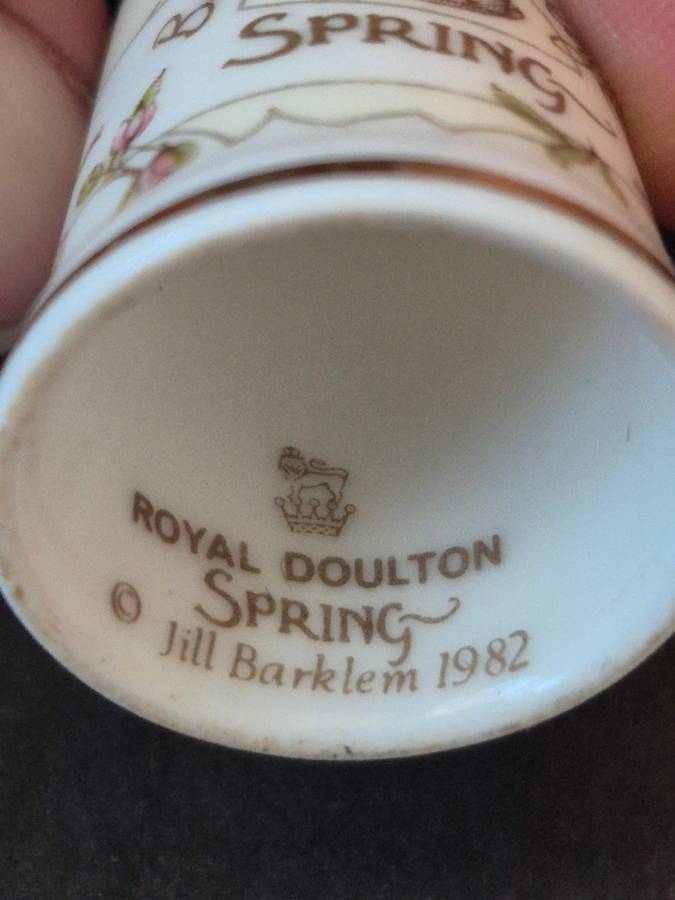 SPRING
ROYAL DOULTON
SPRING
© Jill Barklem 1982